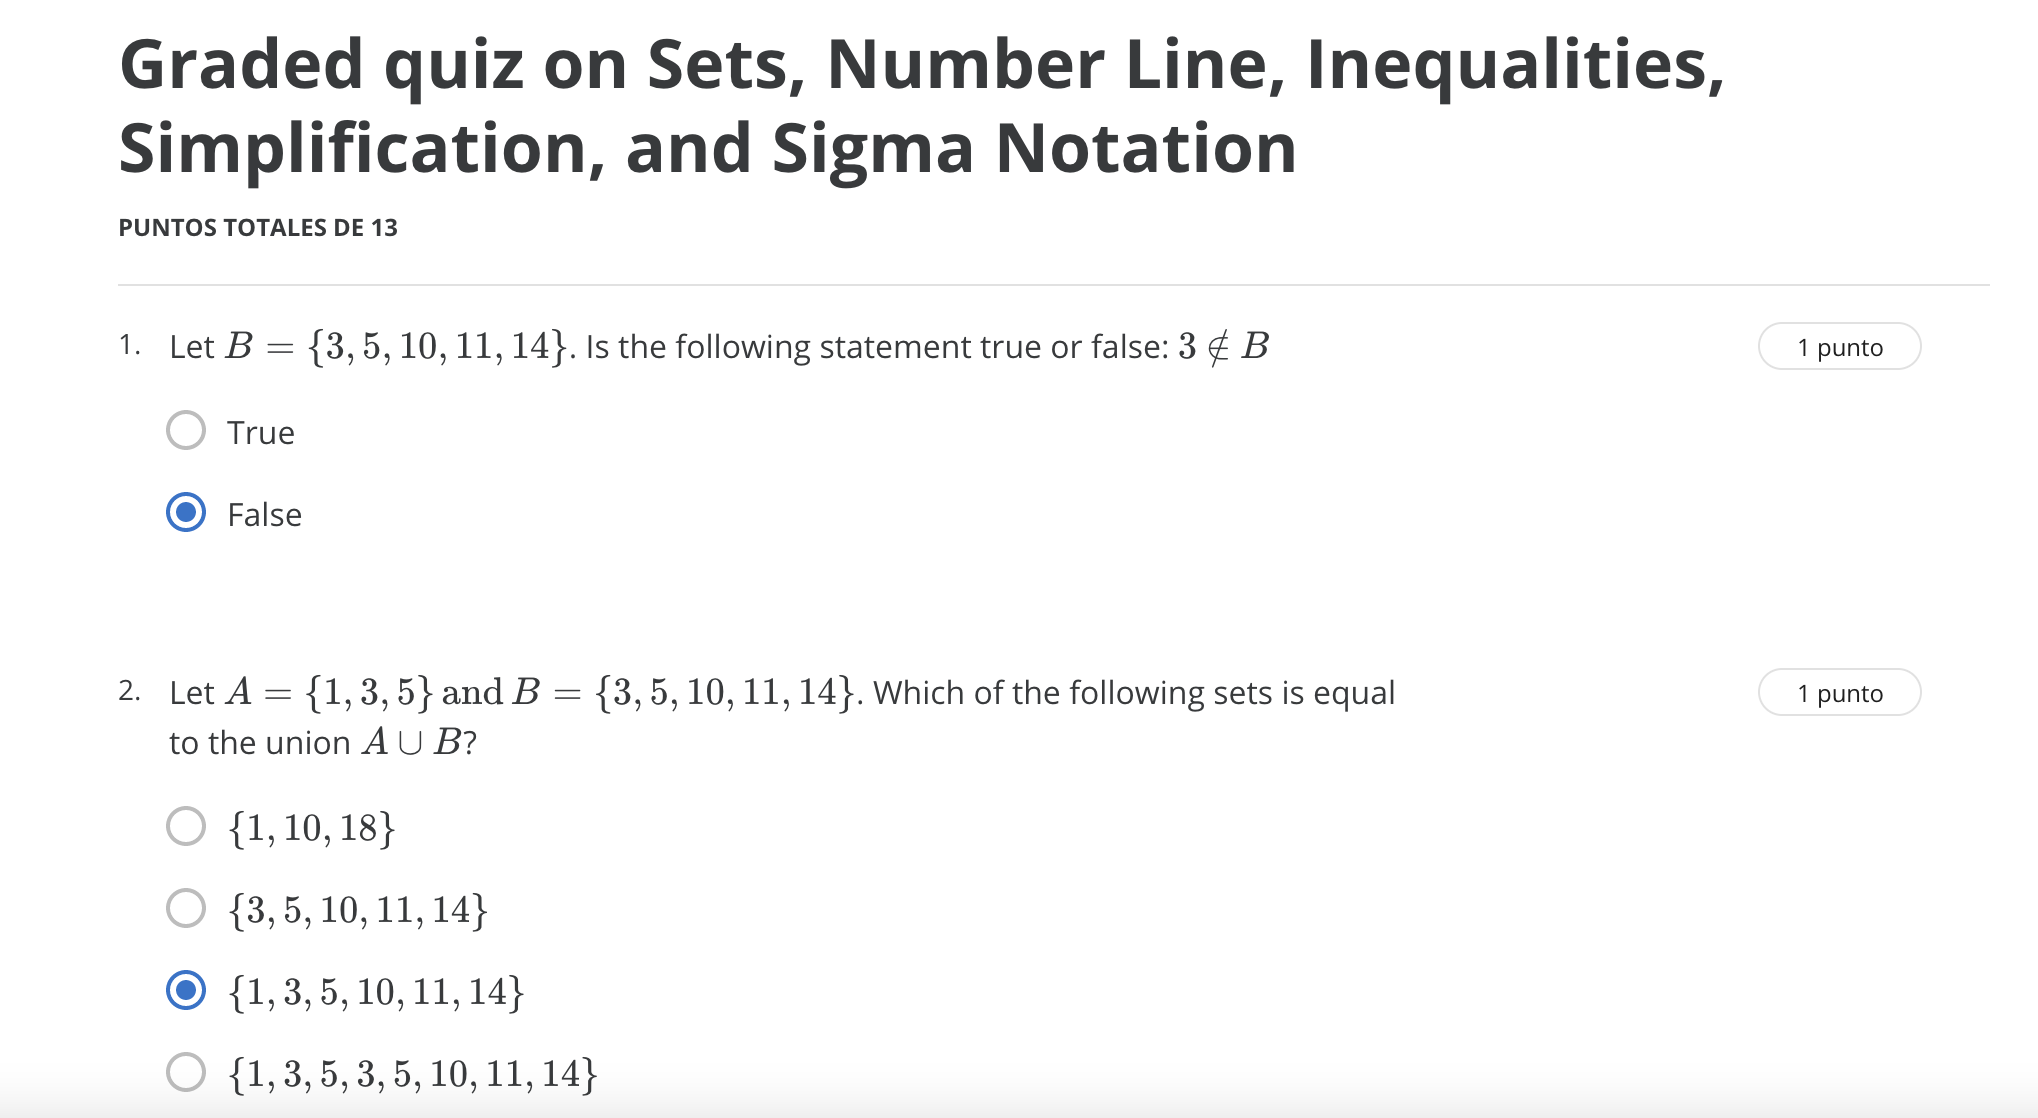 Graded quiz on Sets, Number Line, Inequalities,
Simplification, and Sigma Notation
PUNTOS TOTALES DE 13
1. Let B = {3, 5, 10, 11, 14}. Is the following statement true or false: 3 ∉ B
1 punto
True
False
2. Let A = {1, 3, 5} and B = {3, 5, 10, 11, 14}. Which of the following sets is equal
1 punto
to the union A ∪ B?
{1, 10, 18}
{3, 5, 10, 11, 14}
{1, 3, 5, 10, 11, 14}
{1, 3, 5, 3, 5, 10, 11, 14}